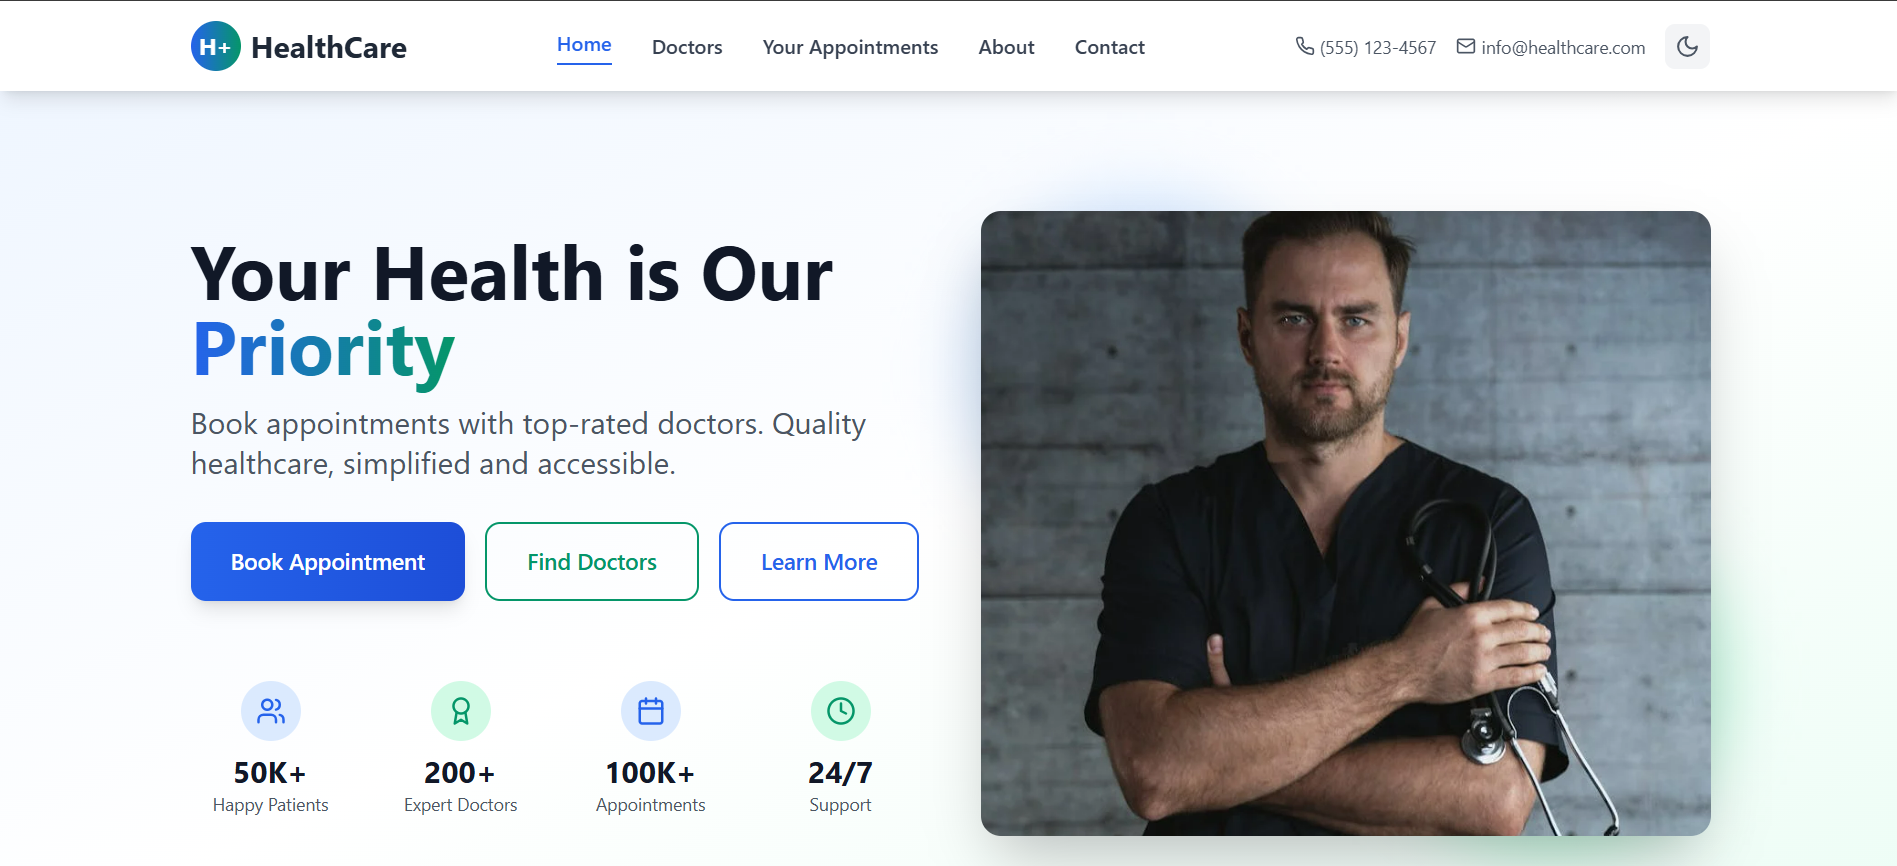 H+ HealthCare
Home Doctors Your Appointments About Contact
(555) 123-4567 info@healthcare.com
Your Health is Our
Priority
Book appointments with top-rated doctors. Quality
healthcare, simplified and accessible.
Book Appointment Find Doctors Learn More
50K+ 200+ 100K+ 24/7
Happy Patients Expert Doctors Appointments Support